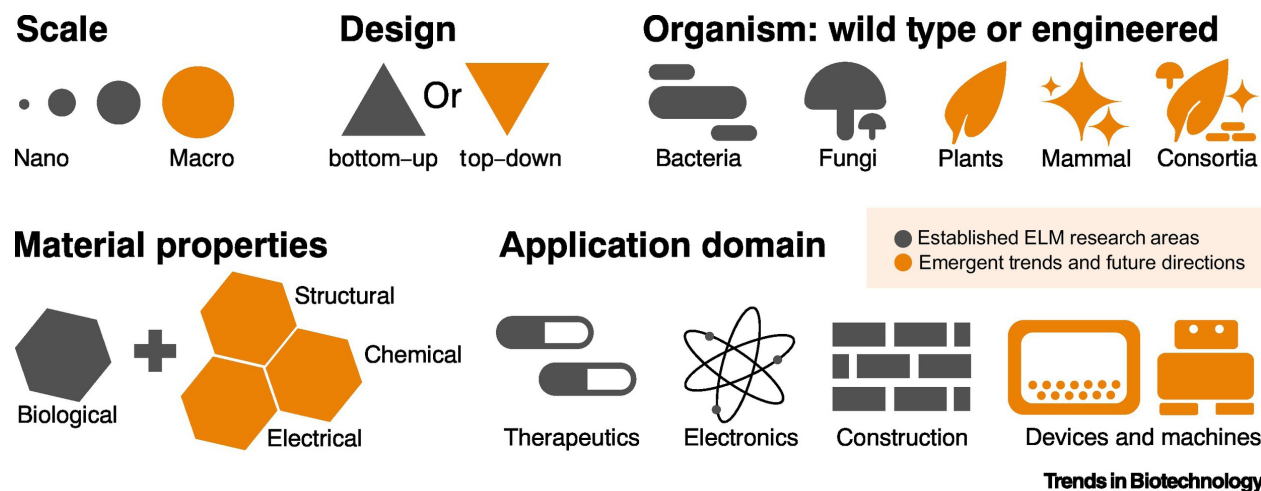 Scale
Nano
Macro
Design
Or
bottom–up
top–down
Organism: wild type or engineered
Bacteria
Fungi
Plants
Mammal
Consortia
Material properties
Biological
Structural
Chemical
Electrical
Application domain
Established ELM research areas
Emergent trends and future directions
Therapeutics
Electronics
Construction
Devices and machines
Trends in Biotechnology